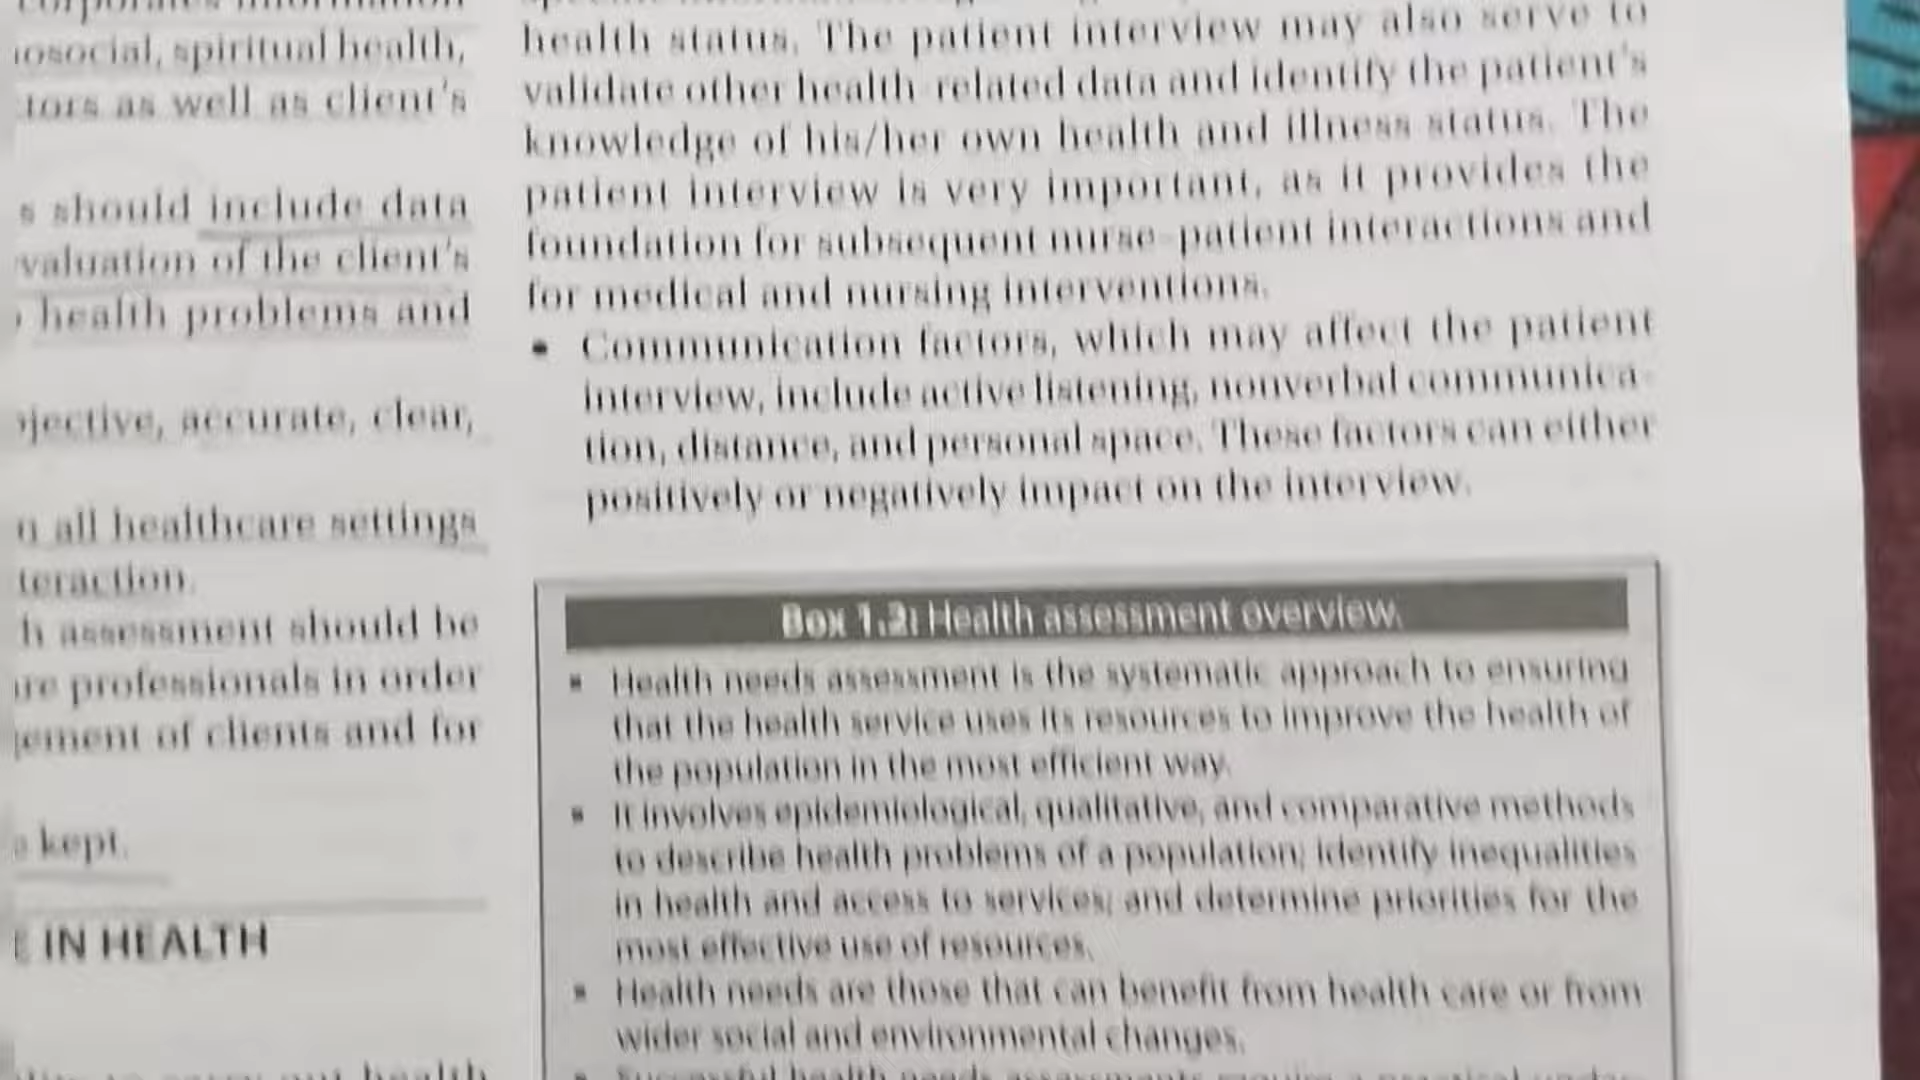 nosocial, spiritual health,
tors as well as client's
s should include data
valuation of the client's
health problems and
jective, accurate, clear,
n all healthcare settings
teraction.
h assessment should be
re professionals in order
gement of clients and for
kept.
E IN HEALTH
health
health status. The patient interview may also serve to
validate other health-related data and identify the patient's
knowledge of his/her own health and illness status. The
patient interview is very important, as it provides the
foundation for subsequent nurse–patient interactions and
for medical and nursing interventions.
• Communication factors, which may affect the patient
interview, include active listening, nonverbal communica-
tion, distance, and personal space. These factors can either
positively or negatively impact on the interview.
Box 1.2: Health assessment overview.
▪ Health needs assessment is the systematic approach to ensuring
that the health service uses its resources to improve the health of
the population in the most efficient way.
▪ It involves epidemiological, qualitative, and comparative methods
to describe health problems of a population; identify inequalities
in health and access to services; and determine priorities for the
most effective use of resources.
▪ Health needs are those that can benefit from health care or from
wider social and environmental changes.
▪ Successful health needs assessments require a practical under-